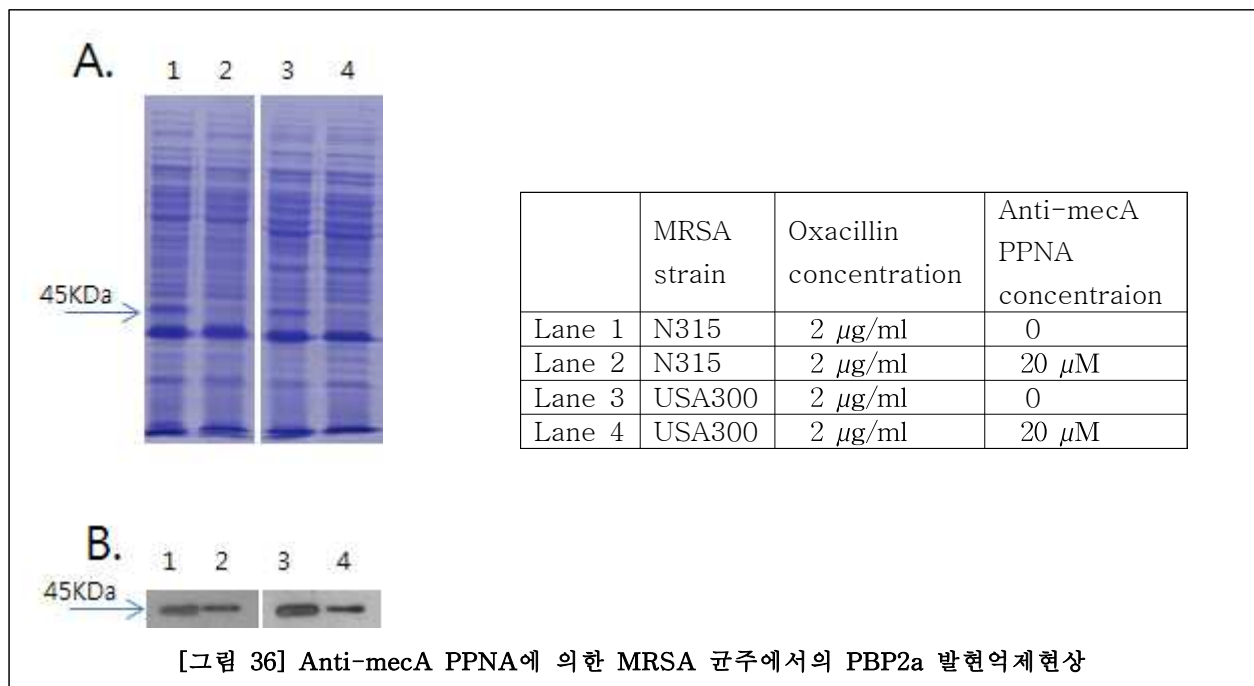 A.
1 2 3 4
45KDa
MRSA strain Oxacillin concentration Anti-mecA PPNA concentraion
Lane 1 N315 2 μg/ml 0
Lane 2 N315 2 μg/ml 20 μM
Lane 3 USA300 2 μg/ml 0
Lane 4 USA300 2 μg/ml 20 μM
B.
1 2 3 4
45KDa
[그림 36] Anti-mecA PPNA에 의한 MRSA 균주에서의 PBP2a 발현억제현상